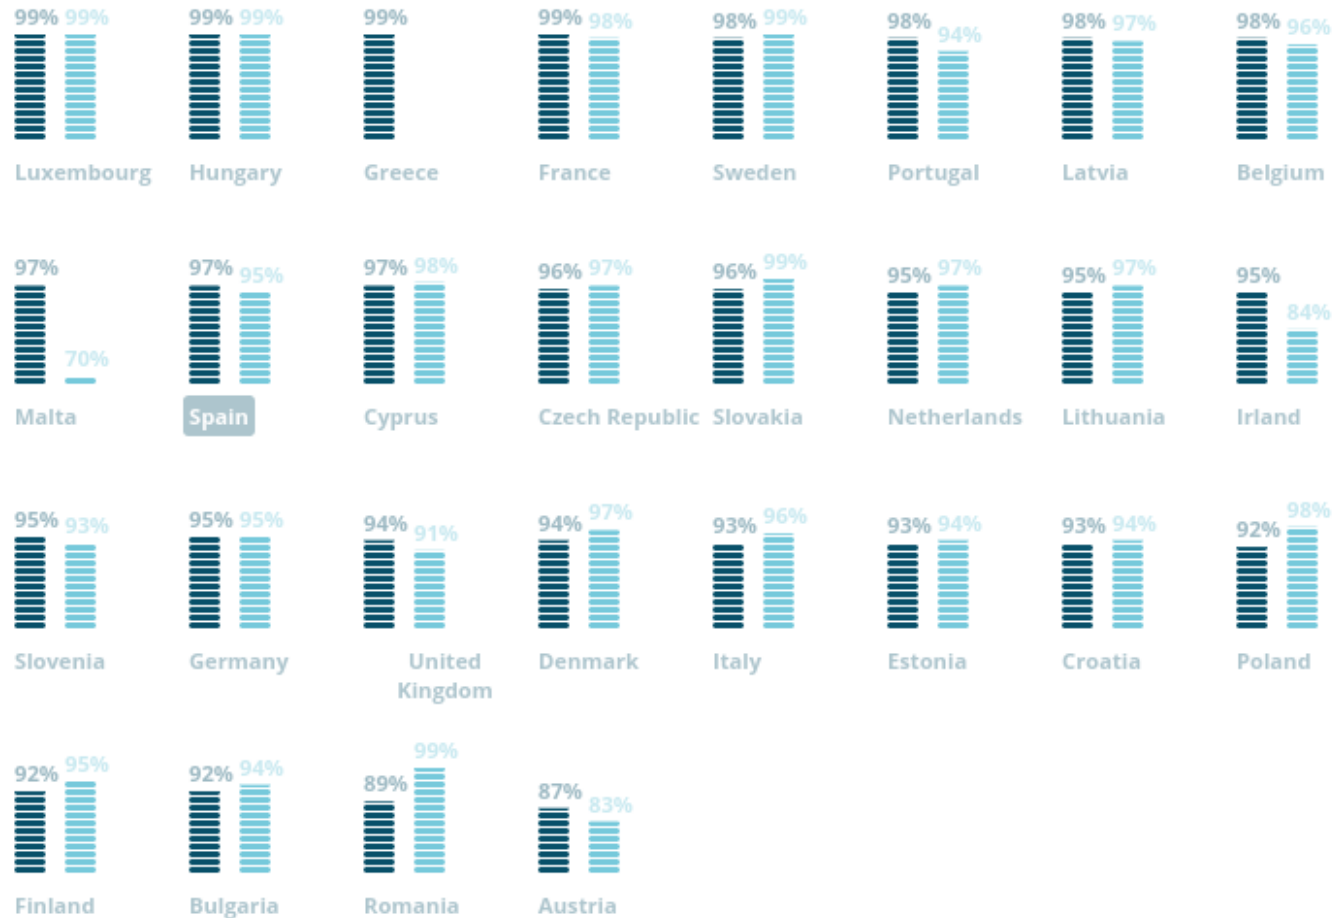 99% 99% 99% 99% 99% 99% 98% 98% 99% 98% 94% 98% 97% 98% 96%
Luxembourg Hungary Greece France Sweden Portugal Latvia Belgium
97% 70% 97% 95% 97% 98% 96% 97% 96% 99% 95% 97% 95% 97% 95% 84%
Malta Spain Cyprus Czech Republic Slovakia Netherlands Lithuania Irland
95% 93% 95% 95% 94% 91% 94% 97% 93% 96% 93% 94% 93% 94% 92% 98%
Slovenia Germany United Denmark Italy Estonia Croatia Poland
Kingdom
92% 95% 92% 94% 89% 99% 87% 83%
Finland Bulgaria Romania Austria